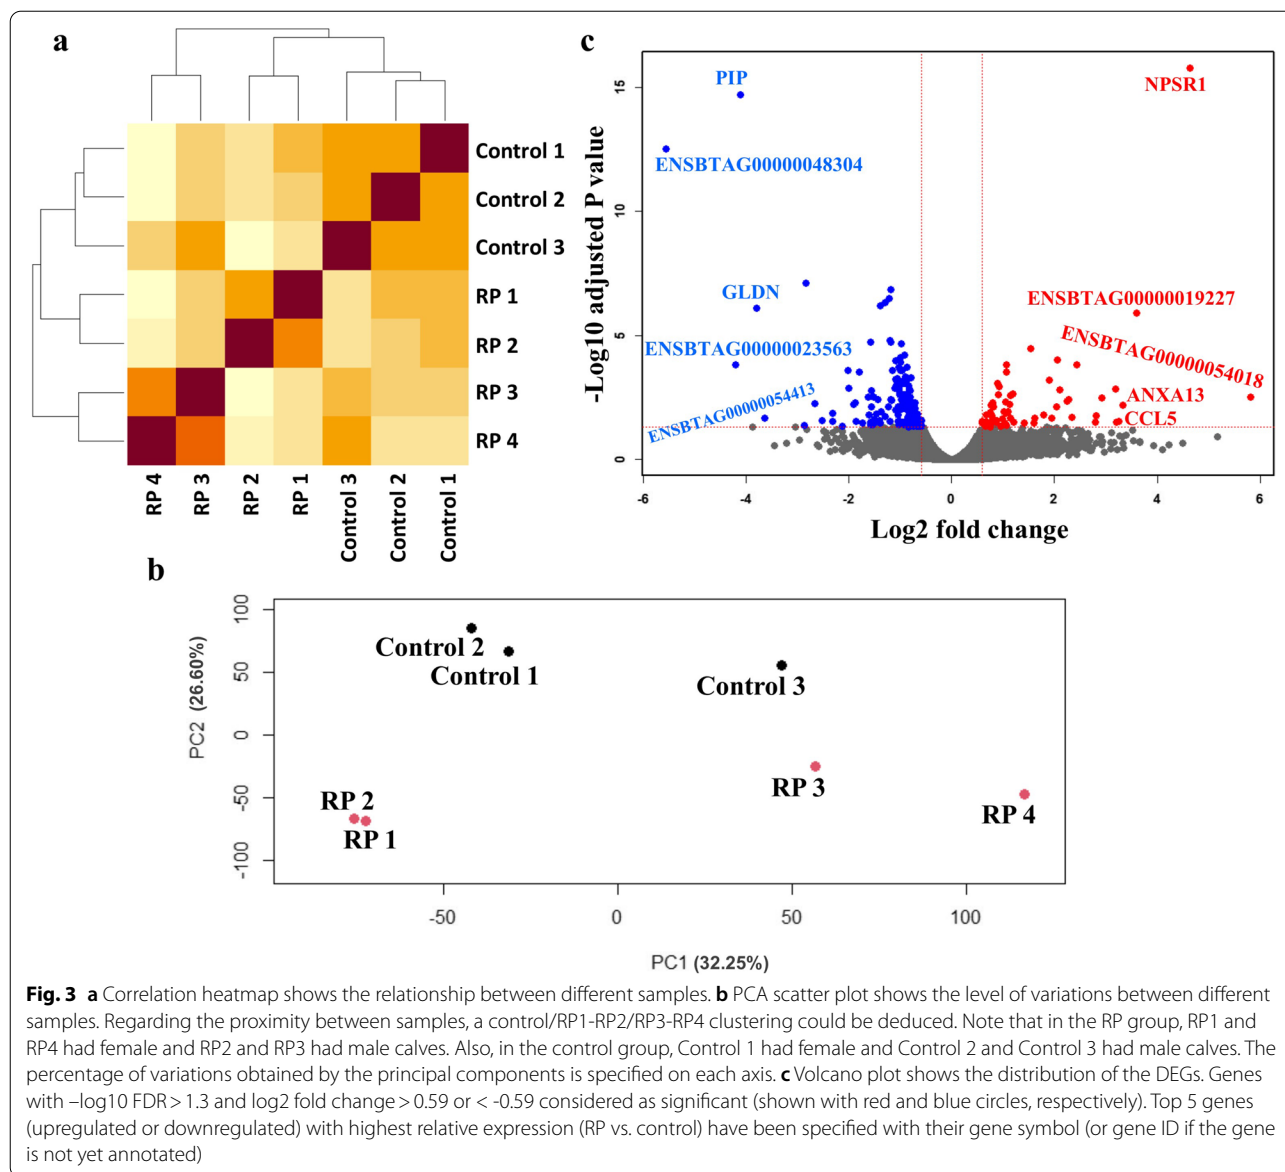 a
Control 1
Control 2
Control 3
RP 1
RP 2
RP 3
RP 4
RP 4
RP 3
RP 2
RP 1
Control 3
Control 2
Control 1
c
-Log10 adjusted P value
15
10
5
0
PIP
NPSR1
ENSBTAG00000048304
GLDN
ENSBTAG00000019227
ENSBTAG00000023563
ENSBTAG00000054018
ENSBTAG00000054413
ANXA13
CCL5
-6
-4
-2
0
2
4
6
Log2 fold change
b
PC2 (26.60%)
100
50
0
-50
-100
Control 2
Control 1
Control 3
RP 2
RP 1
RP 3
RP 4
-50
0
50
100
PC1 (32.25%)
Fig. 3 a Correlation heatmap shows the relationship between different samples. b PCA scatter plot shows the level of variations between different
samples. Regarding the proximity between samples, a control/RP1-RP2/RP3-RP4 clustering could be deduced. Note that in the RP group, RP1 and
RP4 had female and RP2 and RP3 had male calves. Also, in the control group, Control 1 had female and Control 2 and Control 3 had male calves. The
percentage of variations obtained by the principal components is specified on each axis. c Volcano plot shows the distribution of the DEGs. Genes
with –log10 FDR > 1.3 and log2 fold change > 0.59 or < -0.59 considered as significant (shown with red and blue circles, respectively). Top 5 genes
(upregulated or downregulated) with highest relative expression (RP vs. control) have been specified with their gene symbol (or gene ID if the gene
is not yet annotated)